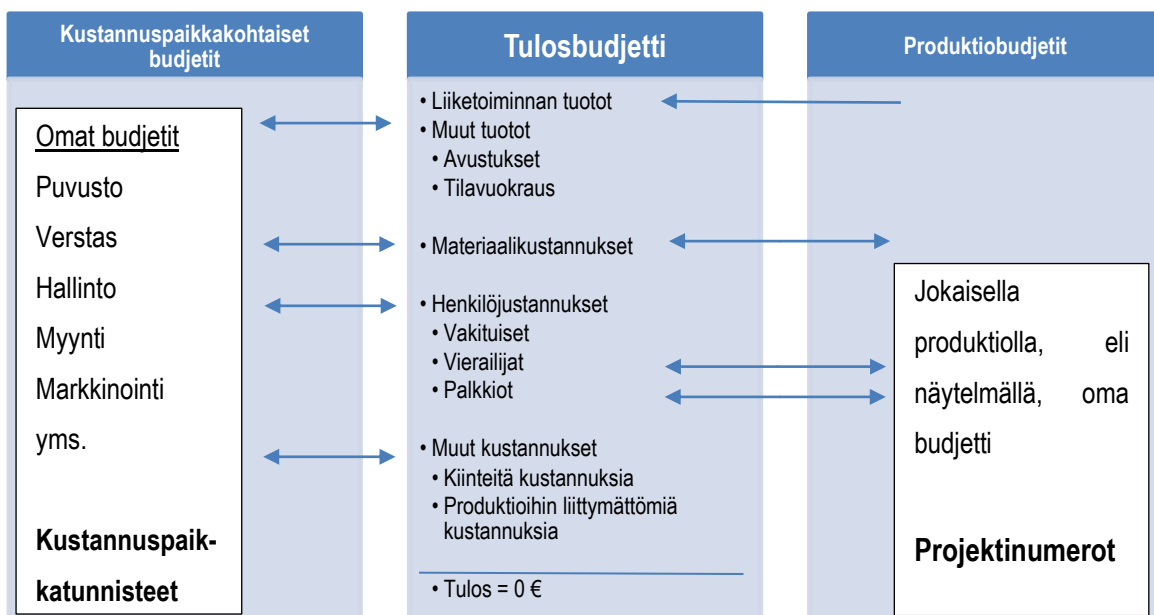 Kustannuspaikkakohtaiset
budjetit
Omat budjetit
Puvusto
Verstas
Hallinto
Myynti
Markkinointi
yms.
Kustannuspaik-
katunnisteet
Tulosbudjetti
• Liiketoiminnan tuotot
• Muut tuotot
• Avustukset
• Tilavuokraus
• Materiaalikustannukset
• Henkilöjustannukset
• Vakituiset
• Vierailijat
• Palkkiot
• Muut kustannukset
• Kiinteitä kustannuksia
• Produktioihin liittymättömiä
kustannuksia
• Tulos = 0 €
Produktiobudjetit
Jokaisella
produktiolla, eli
näytelmällä, oma
budjetti
Projektinumerot